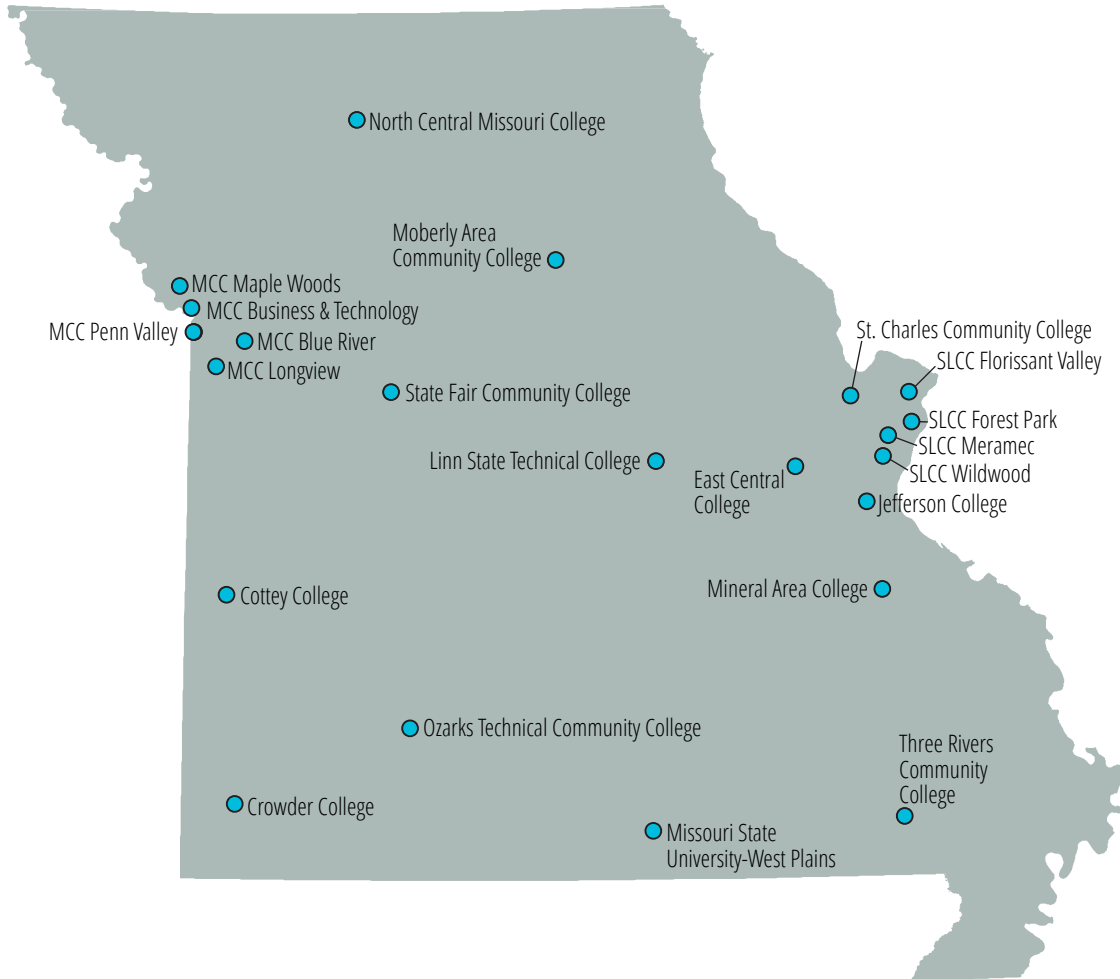 North Central Missouri College
Moberly Area
Community College
MCC Maple Woods
MCC Business & Technology
MCC Penn Valley
MCC Blue River
MCC Longview
St. Charles Community College
SLCC Florissant Valley
State Fair Community College
SLCC Forest Park
SLCC Meramec
SLCC Wildwood
Linn State Technical College
East Central
College
Jefferson College
Cottey College
Mineral Area College
Ozarks Technical Community College
Three Rivers
Community
College
Crowder College
Missouri State
University-West Plains